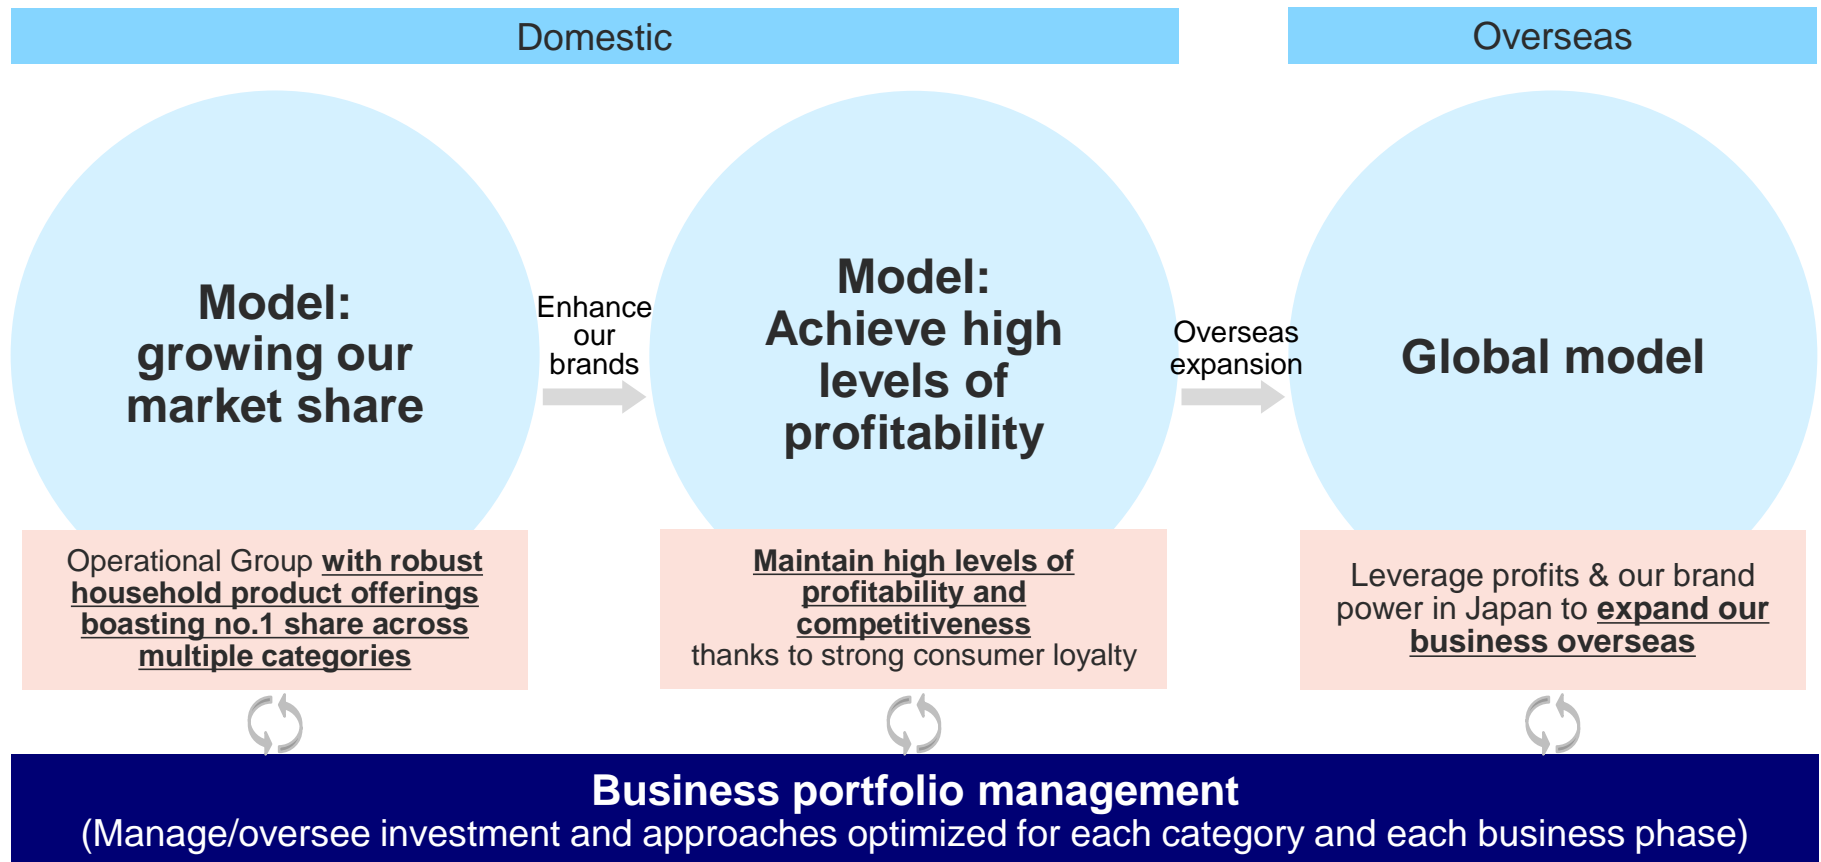 Domestic
Overseas
Model:
growing our
market share
Enhance
our
brands
Model:
Achieve high
levels of
profitability
Overseas
expansion
Global model
Operational Group with robust
household product offerings
boasting no.1 share across
multiple categories
Maintain high levels of
profitability and
competitiveness
thanks to strong consumer loyalty
Leverage profits & our brand
power in Japan to expand our
business overseas
Business portfolio management
(Manage/oversee investment and approaches optimized for each category and each business phase)